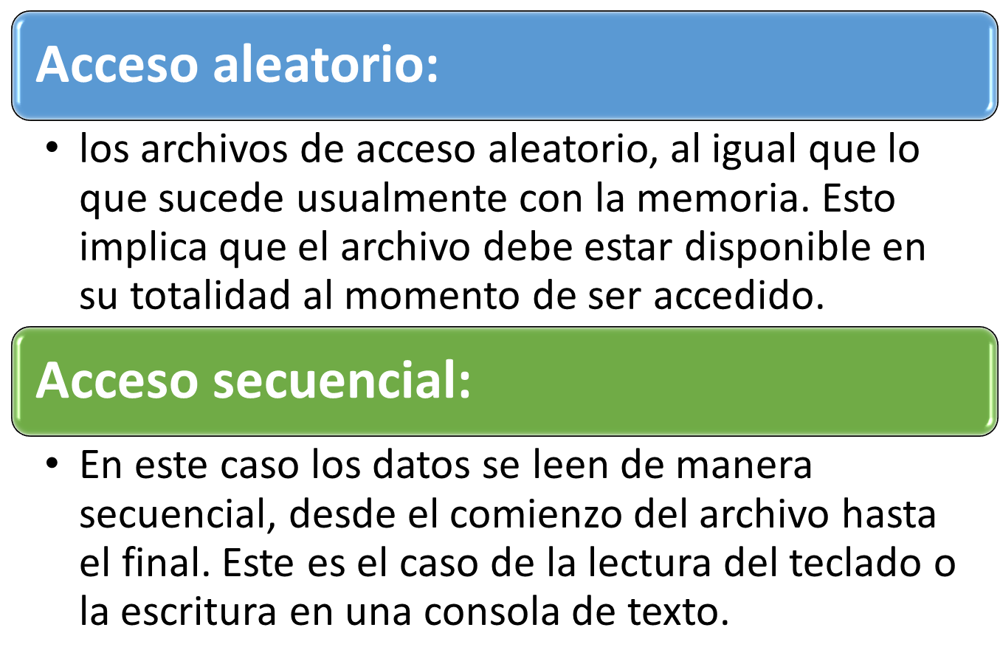 Acceso aleatorio:
• los archivos de acceso aleatorio, al igual que lo
que sucede usualmente con la memoria. Esto
implica que el archivo debe estar disponible en
su totalidad al momento de ser accedido.
Acceso secuencial:
• En este caso los datos se leen de manera
secuencial, desde el comienzo del archivo hasta
el final. Este es el caso de la lectura del teclado o
la escritura en una consola de texto.